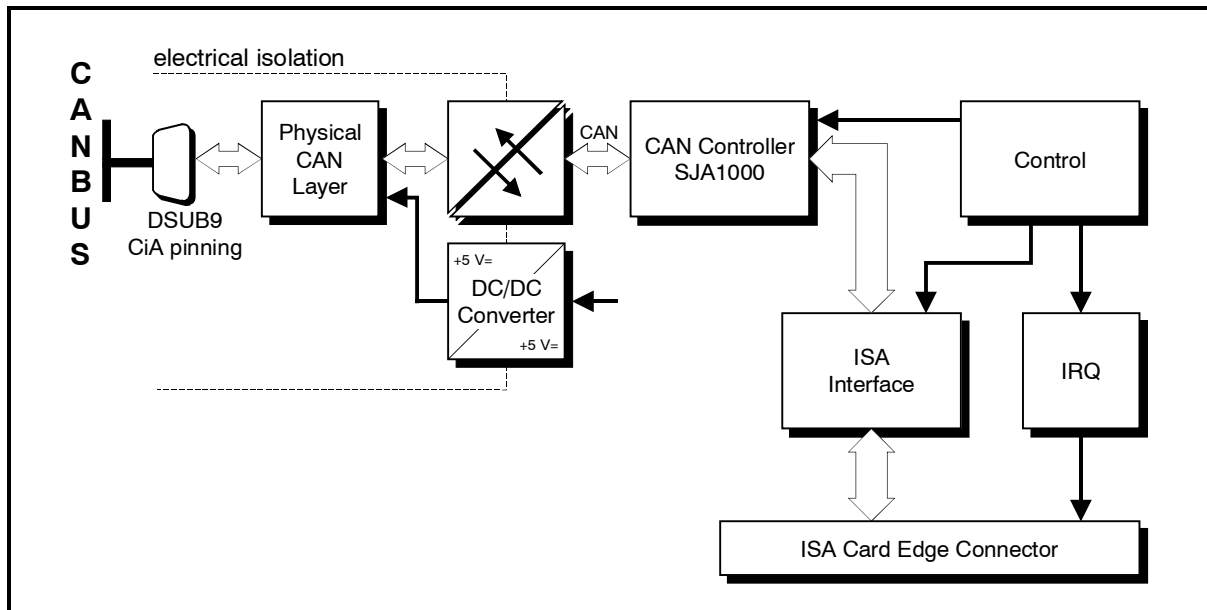 electrical isolation
C
A
N
B
U
S
DSUB9
CiA pinning
Physical
CAN
Layer
CAN
CAN Controller
SJA1000
Control
+5 V=
DC/DC
Converter
+5 V=
ISA
Interface
IRQ
ISA Card Edge Connector